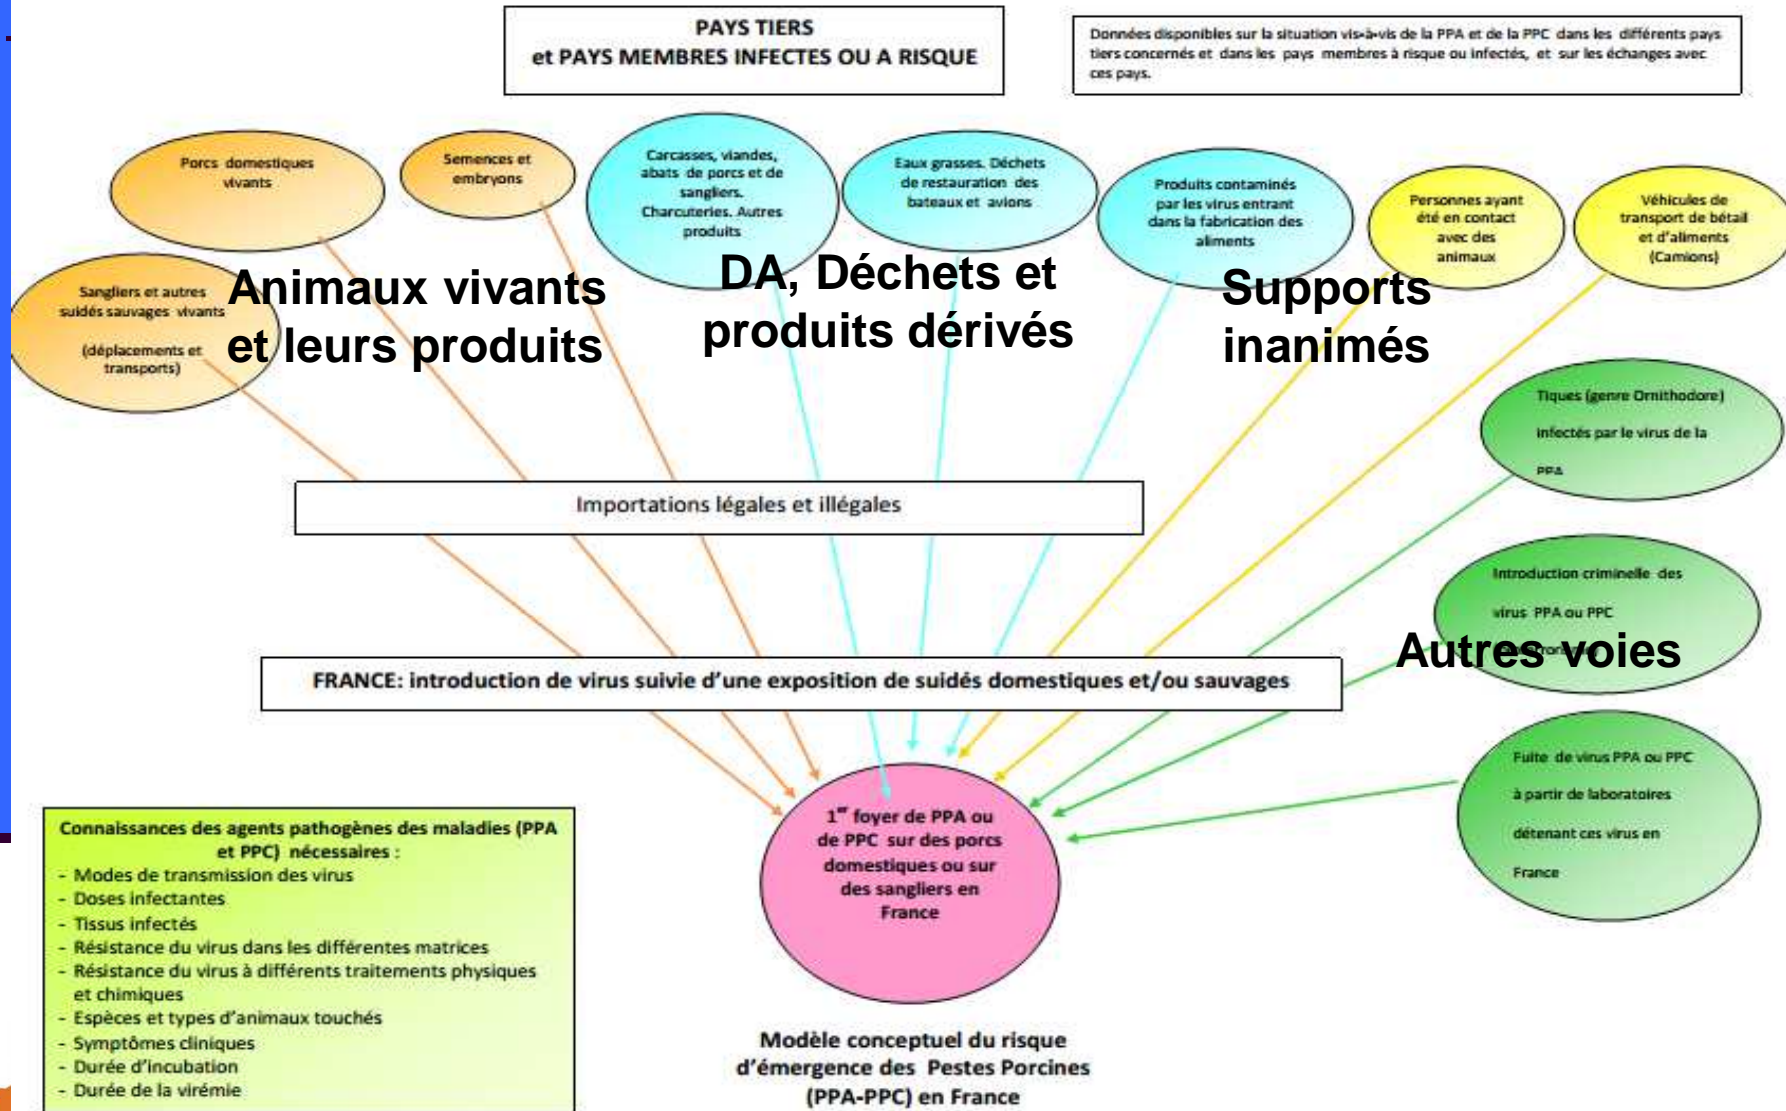 PAYS TIERS
et PAYS MEMBRES INFECTES OU A RISQUE
Données disponibles sur la situation vis-à-vis de la PPA et de la PPC dans les différents pays
tiers concernés et dans les pays membres à risque ou infectés, et sur les échanges avec
ces pays.
Porcs domestiques
vivants
Semences et
embryons
Carcasses, viandes,
abats de porcs et de
sangliers.
Charcuteries. Autres
produits
Eaux grasses. Déchets
de restauration des
bateaux et avions
Produits contaminés
par les virus entrant
dans la fabrication des
aliments
Personnes ayant
été en contact
avec des
animaux
Véhicules de
transport de bétail
et d'aliments
(Camions)
Sangliers et autres
suidés sauvages vivants
(déplacements et
transports)
Animaux vivants
et leurs produits
DA, Déchets et
produits dérivés
Supports
inanimés
Tiques (genre Ornithodore)
infectés par le virus de la
PPA
Importations légales et illégales
Introduction criminelle des
virus PPA ou PPC
Autres voies
FRANCE: introduction de virus suivie d'une exposition de suidés domestiques et/ou sauvages
Fuite de virus PPA ou PPC
à partir de laboratoires
détenant ces virus en
France
1er foyer de PPA ou
de PPC sur des porcs
domestiques ou sur
des sangliers en
France
Connaissances des agents pathogènes des maladies (PPA
et PPC) nécessaires :
- Modes de transmission des virus
- Doses infectantes
- Tissus infectés
- Résistance du virus dans les différentes matrices
- Résistance du virus à différents traitements physiques
et chimiques
- Espèces et types d'animaux touchés
- Symptômes cliniques
- Durée d'incubation
- Durée de la virémie
Modèle conceptuel du risque
d'émergence des Pestes Porcines
(PPA-PPC) en France